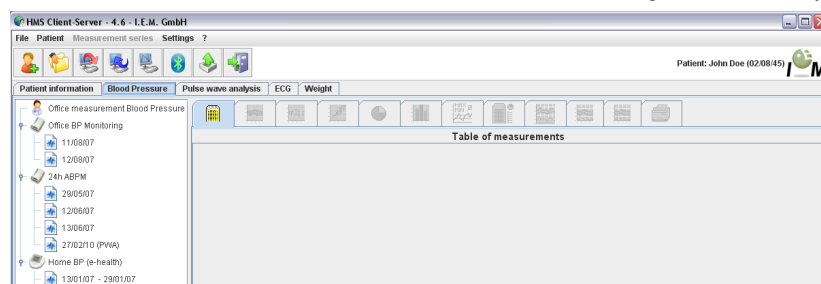 HMS Client-Server - 4.6 - I.E.M. GmbH
File Patient Measurement series Settings ?
Patient: John Doe (02/08/45)
Patient information Blood Pressure Pulse wave analysis ECG Weight
Office measurement Blood Pressure
Office BP Monitoring
Table of measurements
11/08/07
12/08/07
24h ABPM
29/05/07
12/06/07
13/06/07
27/02/10 (PWA)
Home BP (e-health)
13/01/07 - 29/01/07